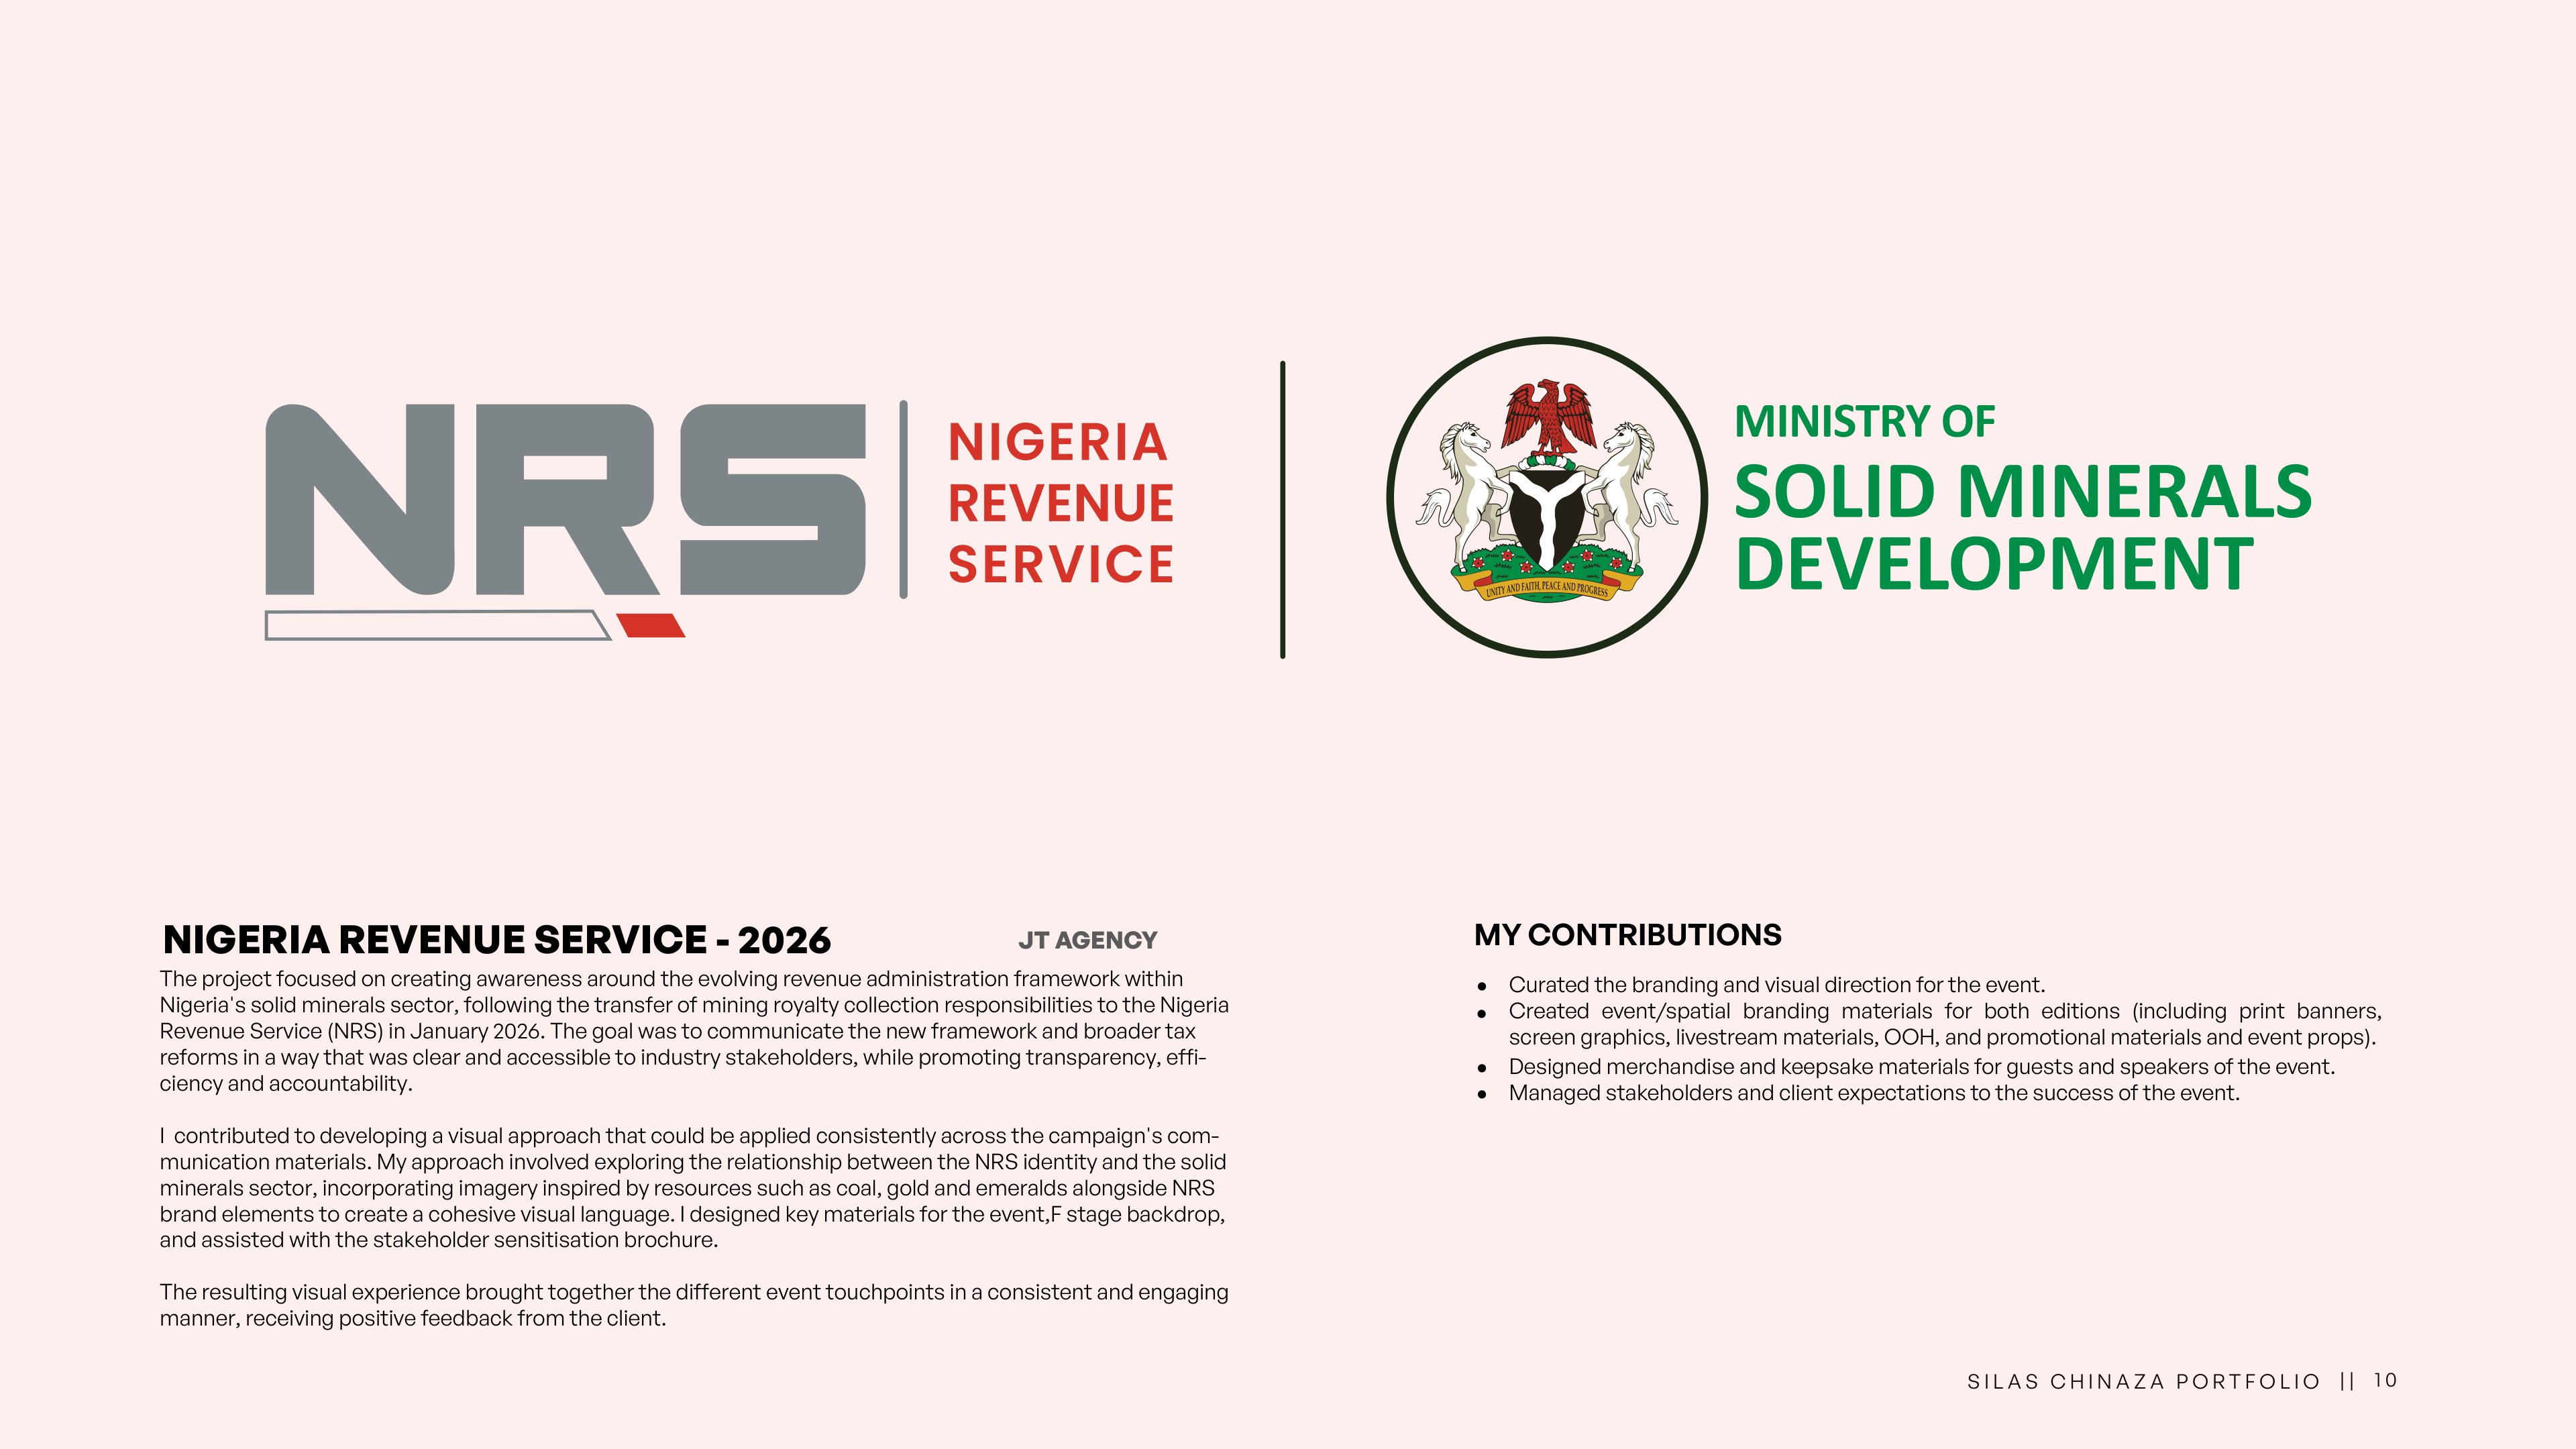 NRS
NIGERIA
REVENUE
SERVICE
UNITY AND FAITH, PEACE AND PROGRESS
MINISTRY OF
SOLID MINERALS
DEVELOPMENT
NIGERIA REVENUE SERVICE - 2026
JT AGENCY
The project focused on creating awareness around the evolving revenue administration framework within
Nigeria's solid minerals sector, following the transfer of mining royalty collection responsibilities to the Nigeria
Revenue Service (NRS) in January 2026. The goal was to communicate the new framework and broader tax
reforms in a way that was clear and accessible to industry stakeholders, while promoting transparency, effi-
ciency and accountability.
I  contributed to developing a visual approach that could be applied consistently across the campaign's com-
munication materials. My approach involved exploring the relationship between the NRS identity and the solid
minerals sector, incorporating imagery inspired by resources such as coal, gold and emeralds alongside NRS
brand elements to create a cohesive visual language. I designed key materials for the event,F stage backdrop,
and assisted with the stakeholder sensitisation brochure.
The resulting visual experience brought together the different event touchpoints in a consistent and engaging
manner, receiving positive feedback from the client.
MY CONTRIBUTIONS
• Curated the branding and visual direction for the event.
• Created event/spatial branding materials for both editions (including print banners,
screen graphics, livestream materials, OOH, and promotional materials and event props).
• Designed merchandise and keepsake materials for guests and speakers of the event.
• Managed stakeholders and client expectations to the success of the event.
SILAS CHINAZA PORTFOLIO || 10